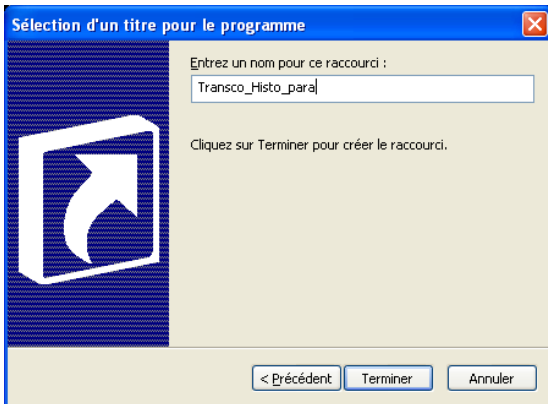 Sélection d'un titre pour le programme
Entrez un nom pour ce raccourci :
Transco_Histo_para
Cliquez sur Terminer pour créer le raccourci.
< Précédent
Terminer
Annuler